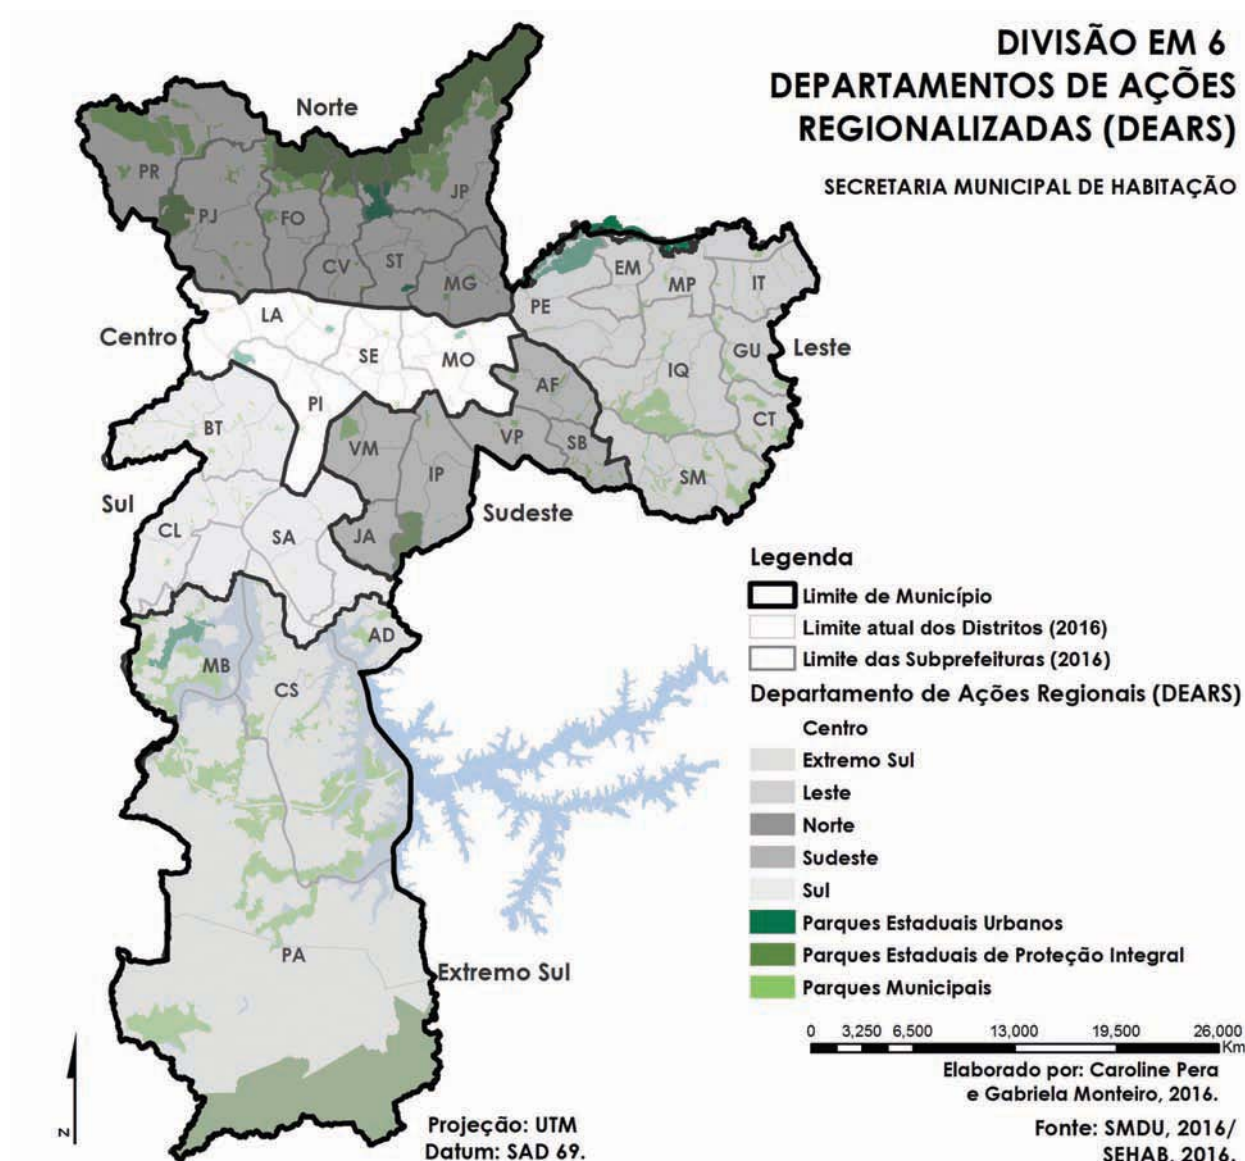 DIVISÃO EM 6
DEPARTAMENTOS DE AÇÕES
REGIONALIZADAS (DEARS)
SECRETARIA MUNICIPAL DE HABITAÇÃO
Norte
PR
PJ
FO
CV
ST
JP
MG
Centro
LA
SE
MO
PI
Leste
PE
EM
MP
IT
GU
IQ
CT
SM
AF
VP
SB
VM
IP
JA
Sudeste
Sul
BT
CL
SA
AD
MB
CS
PA
Extremo Sul
Legenda
Limite de Município
Limite atual dos Distritos (2016)
Limite das Subprefeituras (2016)
Departamento de Ações Regionais (DEARS)
Centro
Extremo Sul
Leste
Norte
Sudeste
Sul
Parques Estaduais Urbanos
Parques Estaduais de Proteção Integral
Parques Municipais
0 3,250 6,500 13,000 19,500 26,000
Km
Elaborado por: Caroline Pera
e Gabriela Monteiro, 2016.
Fonte: SMDU, 2016/
SEHAB, 2016.
Projeção: UTM
Datum: SAD 69.
N